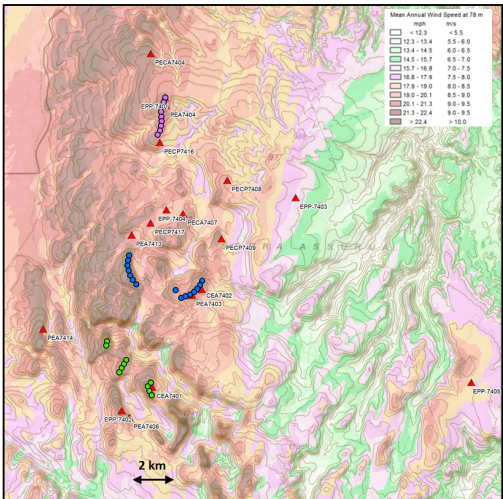 Mean Annual Wind Speed at 78 m
mph m/s
< 12.3 < 5.5
12.3 - 13.4 5.5 - 6.0
13.4 - 14.5 6.0 - 6.5
14.5 - 15.7 6.5 - 7.0
15.7 - 16.8 7.0 - 7.5
16.8 - 17.9 7.5 - 8.0
17.9 - 19.0 8.0 - 8.5
19.0 - 20.1 8.5 - 9.0
20.1 - 21.3 9.0 - 9.5
21.3 - 22.4 9.0 - 9.5
> 22.4 > 10.0
PECA7404
PEA7404
PECP7416
PECP7408
EPP-7403
EPP-7404
PECA7407
PECP7417
PEA7413
PECP7409
CEA7402
PEA7403
PEA7414
CEA7401
EPP-7405
EPP-7402
PEA7406
2 km